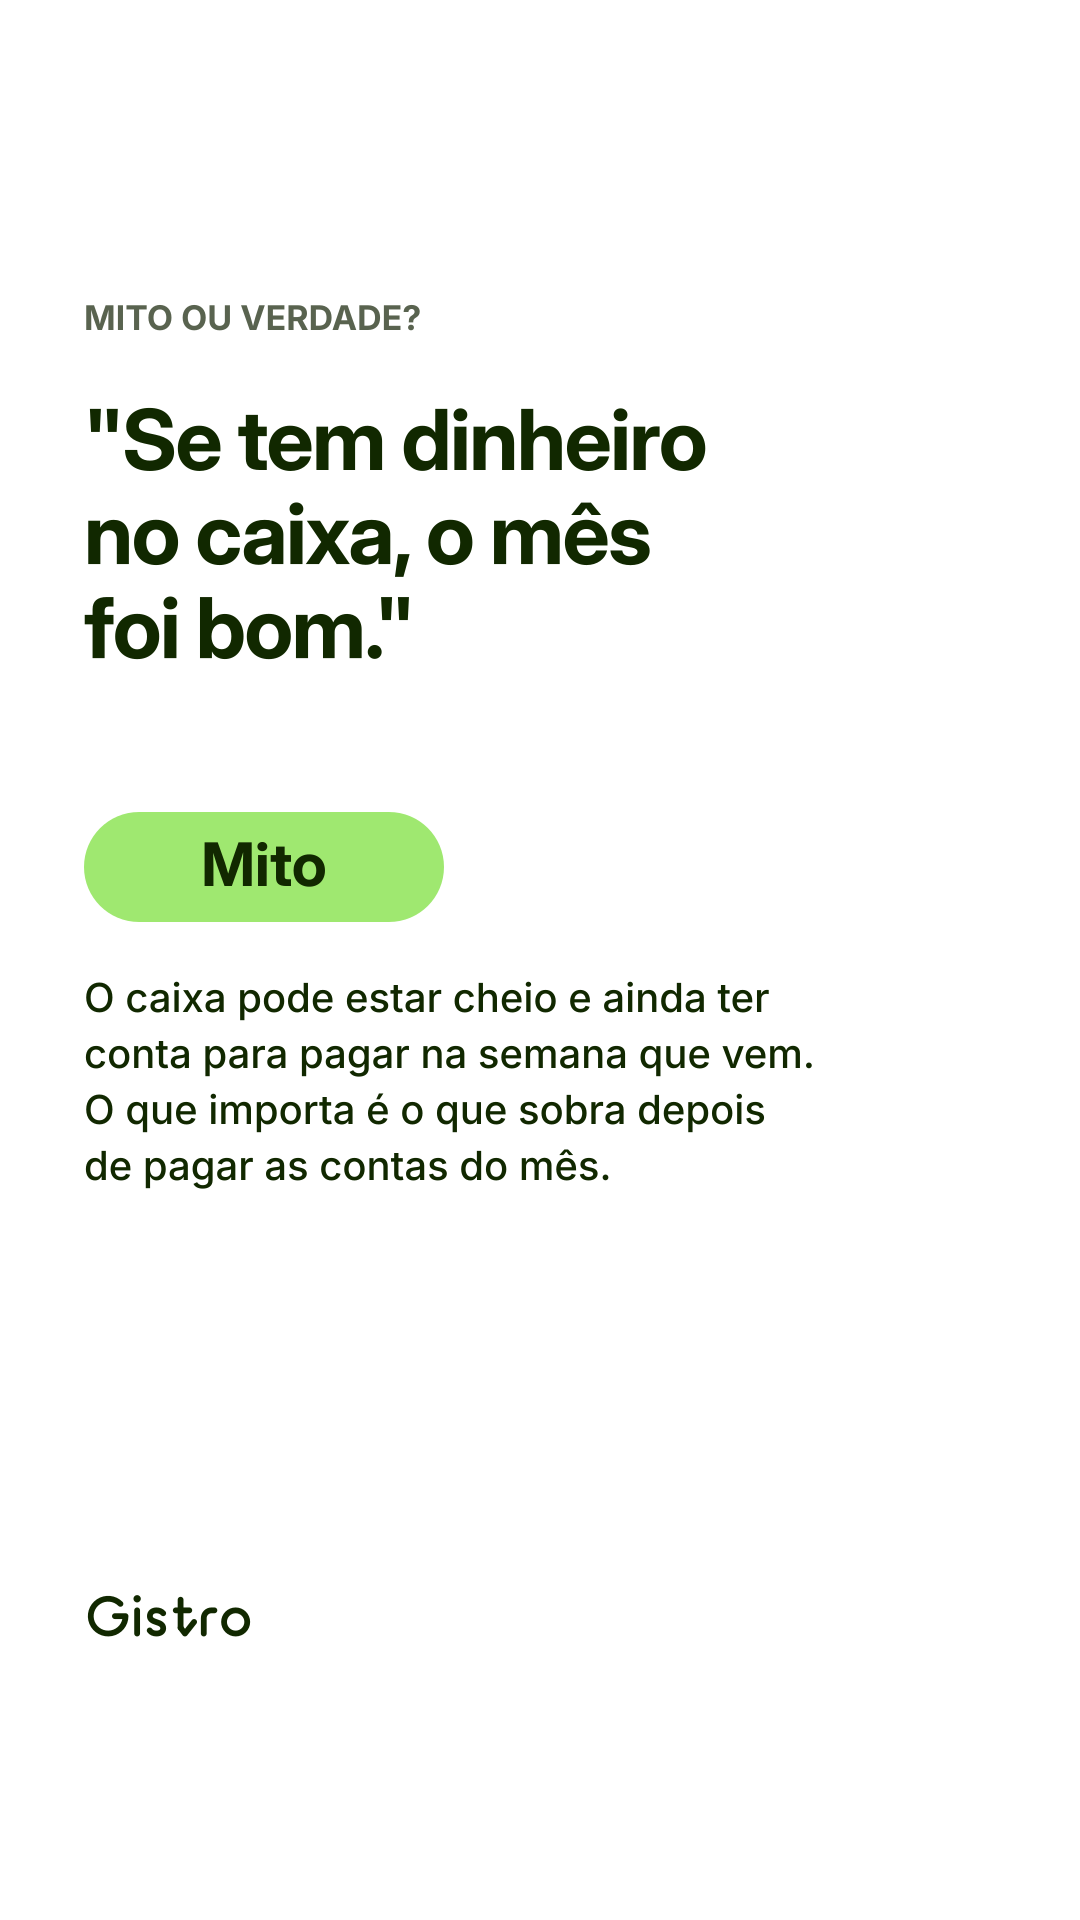 MITO OU VERDADE?
"Se tem dinheiro
no caixa, o mês
foi bom."
Mito
O caixa pode estar cheio e ainda ter
conta para pagar na semana que vem.
O que importa é o que sobra depois
de pagar as contas do mês.
Gistro